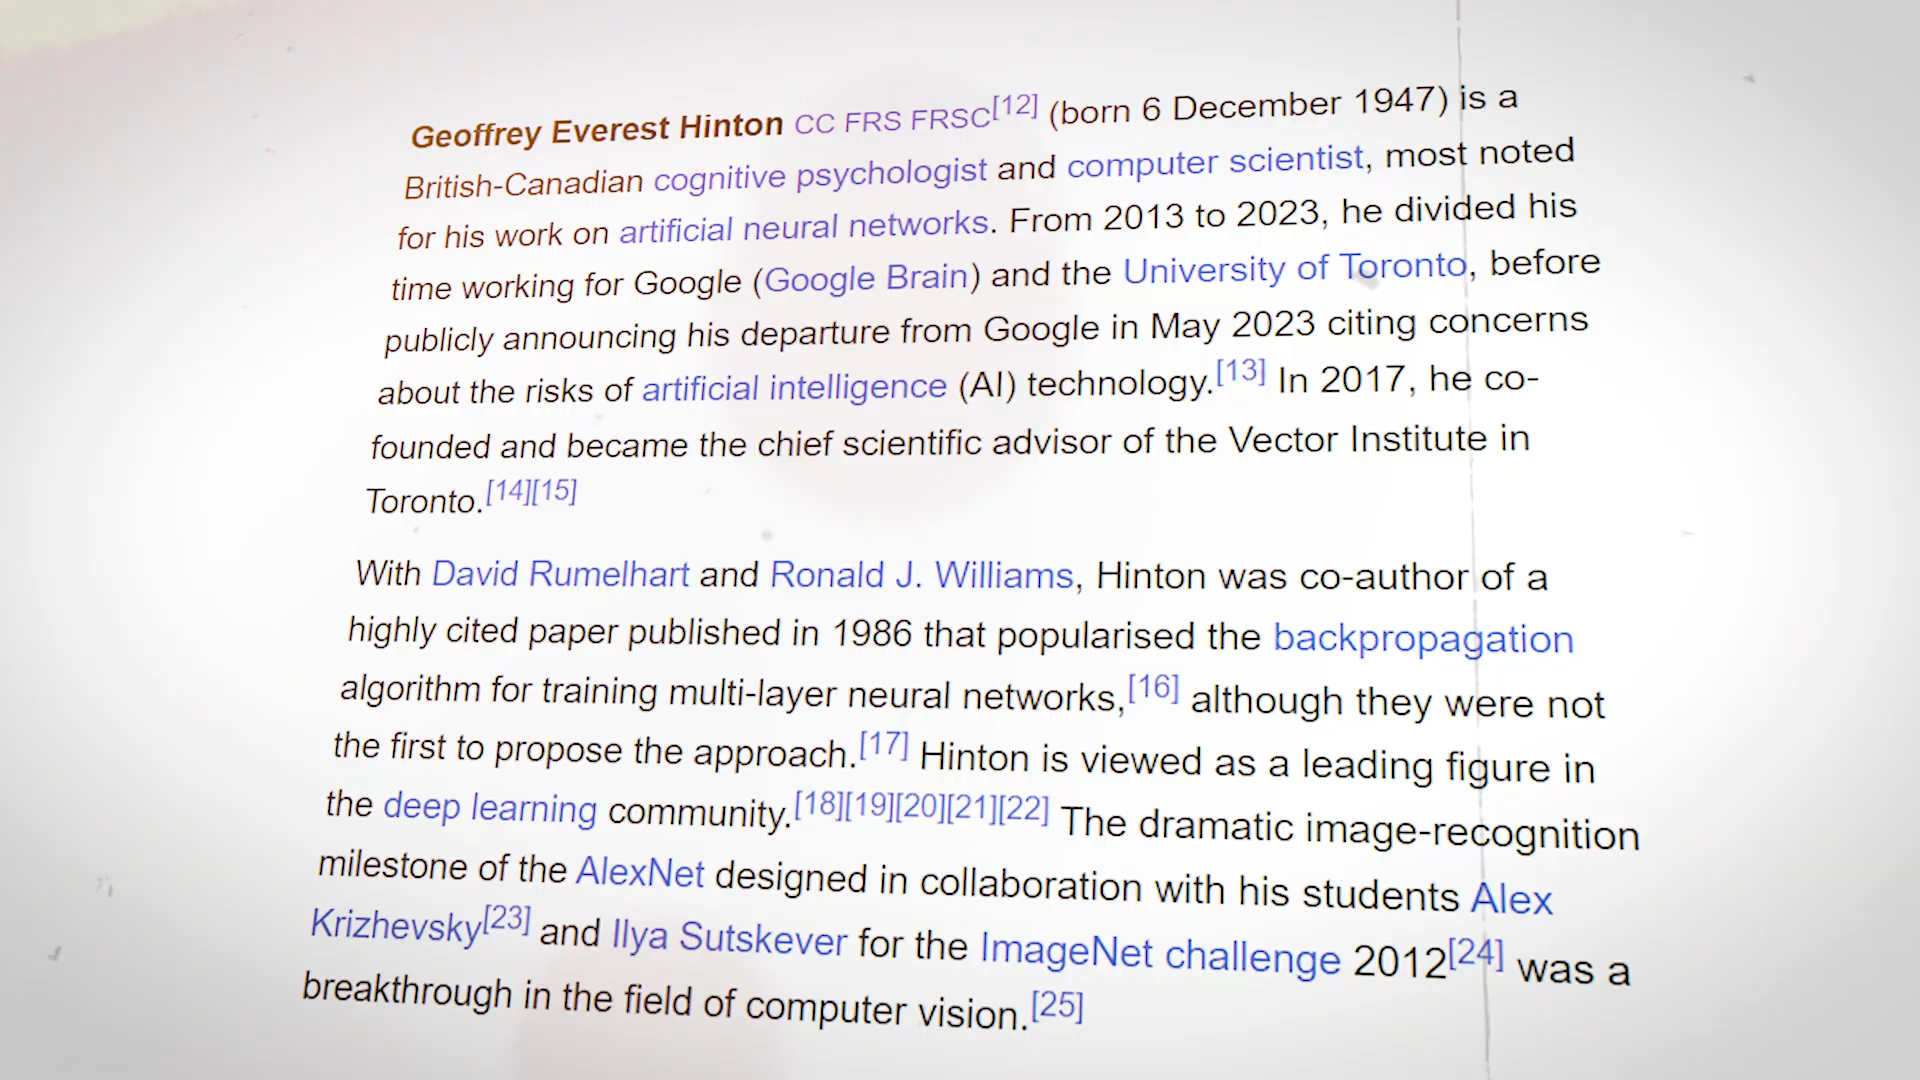 Geoffrey Everest Hinton CC FRS FRSC[12] (born 6 December 1947) is a
British-Canadian cognitive psychologist and computer scientist, most noted
for his work on artificial neural networks. From 2013 to 2023, he divided his
time working for Google (Google Brain) and the University of Toronto, before
publicly announcing his departure from Google in May 2023 citing concerns
about the risks of artificial intelligence (AI) technology.[13] In 2017, he co-
founded and became the chief scientific advisor of the Vector Institute in
Toronto.[14][15]
With David Rumelhart and Ronald J. Williams, Hinton was co-author of a
highly cited paper published in 1986 that popularised the backpropagation
algorithm for training multi-layer neural networks,[16] although they were not
the first to propose the approach.[17] Hinton is viewed as a leading figure in
the deep learning community.[18][19][20][21][22] The dramatic image-recognition
milestone of the AlexNet designed in collaboration with his students Alex
Krizhevsky[23] and Ilya Sutskever for the ImageNet challenge 2012[24] was a
breakthrough in the field of computer vision.[25]